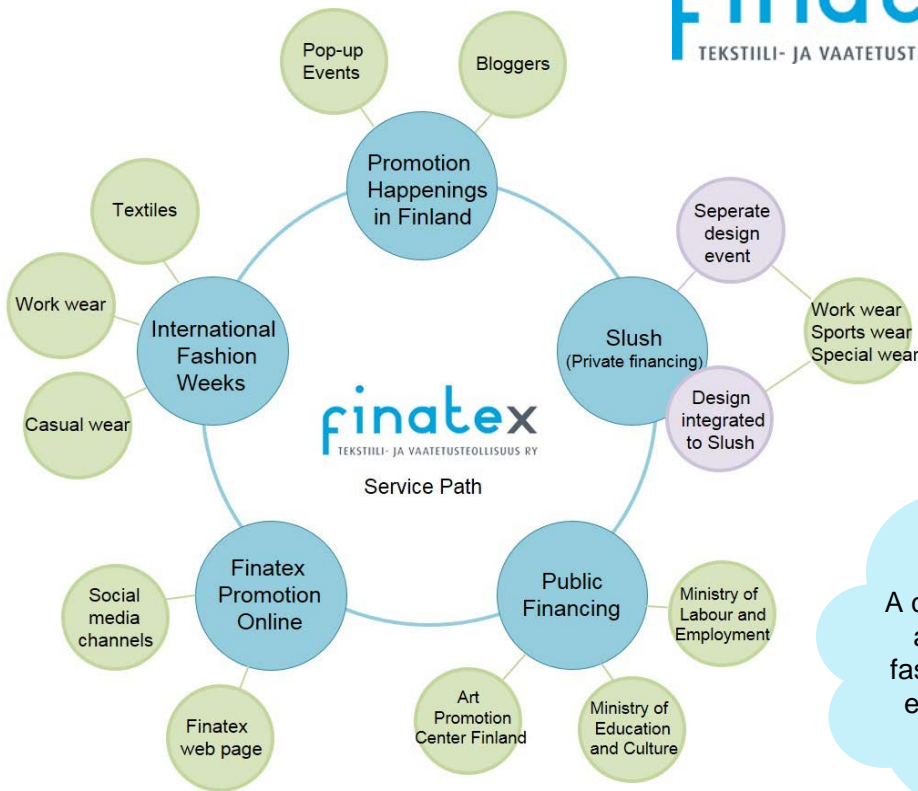 TEKSTIILI- JA VAATETUST
Pop-up
Events
Bloggers
Promotion
Happenings
in Finland
Textiles
Work wear
Casual wear
International
Fashion
Weeks
Seperate
design
event
Slush
(Private financing)
Design
integrated
to Slush
Work wear
Sports wear
Special wear
finatex
TEKSTIILI- JA VAATETUSTEOLLISUUS RY
Service Path
Finatex
Promotion
Online
Social
media
channels
Finatex
web page
Public
Financing
Ministry of
Labour and
Employment
Art
Promotion
Center Finland
Ministry of
Education
and Culture
A c
a
fas
e